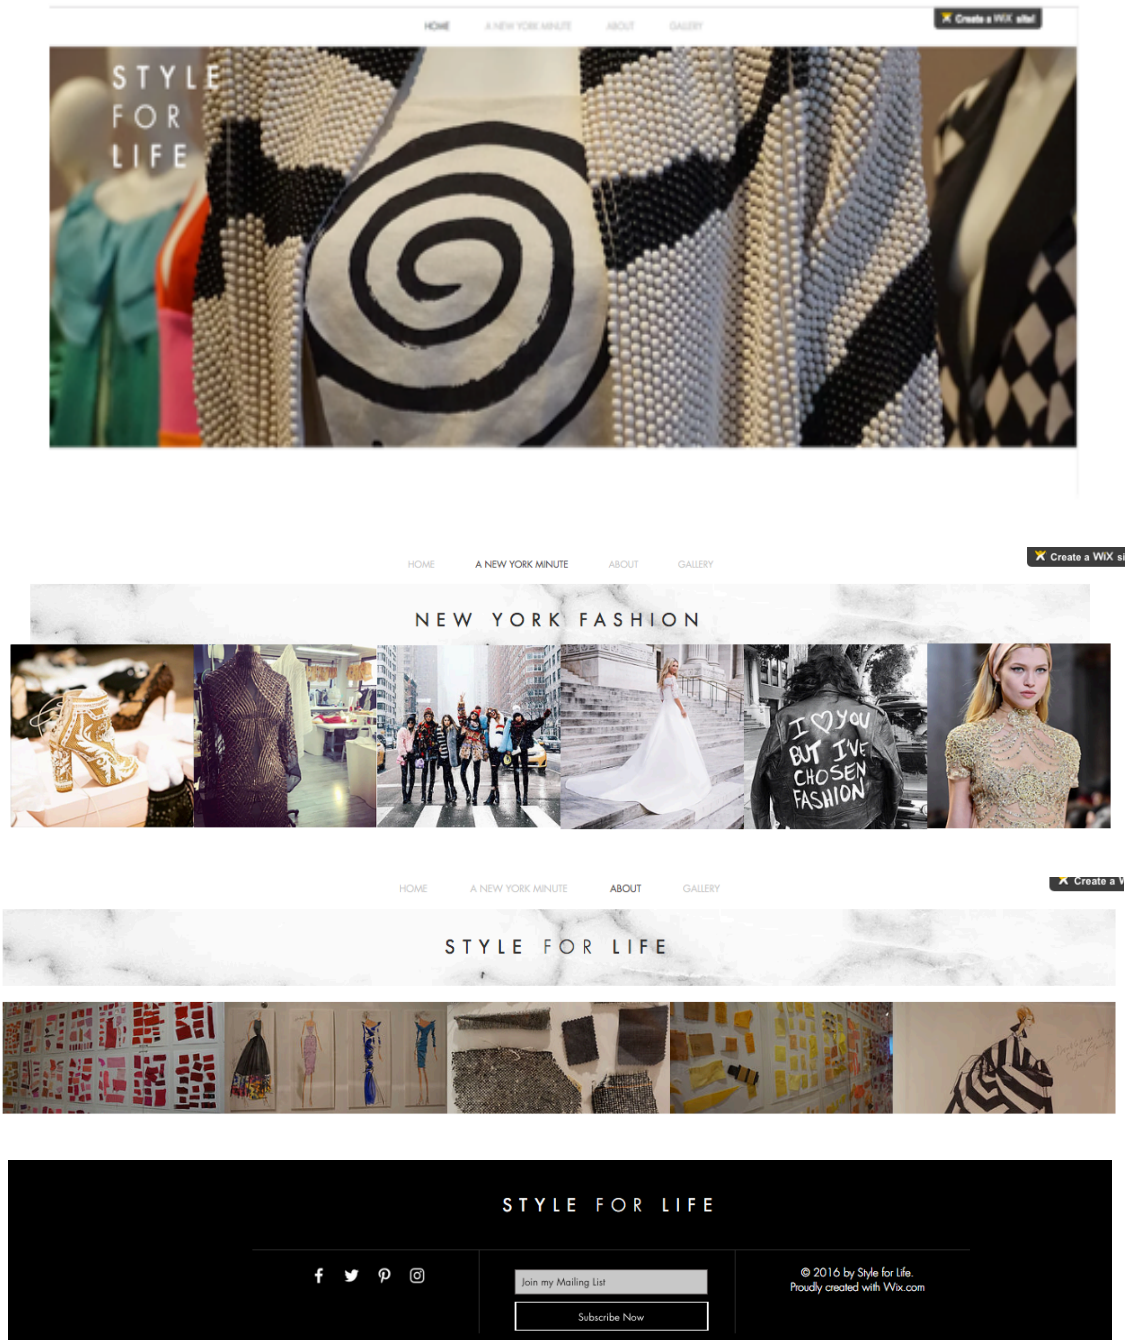 HOME A NEW YORK MINUTE ABOUT GALLERY
Create a WiX site!
STYLE
FOR
LIFE
HOME A NEW YORK MINUTE ABOUT GALLERY
Create a WiX si
NEW YORK FASHION
I ♡ YOU
BUT I'VE
CHOSEN
FASHION
HOME A NEW YORK MINUTE ABOUT GALLERY
Create a W
STYLE FOR LIFE
STYLE FOR LIFE
Join my Mailing List
Subscribe Now
© 2016 by Style for Life.
Proudly created with Wix.com